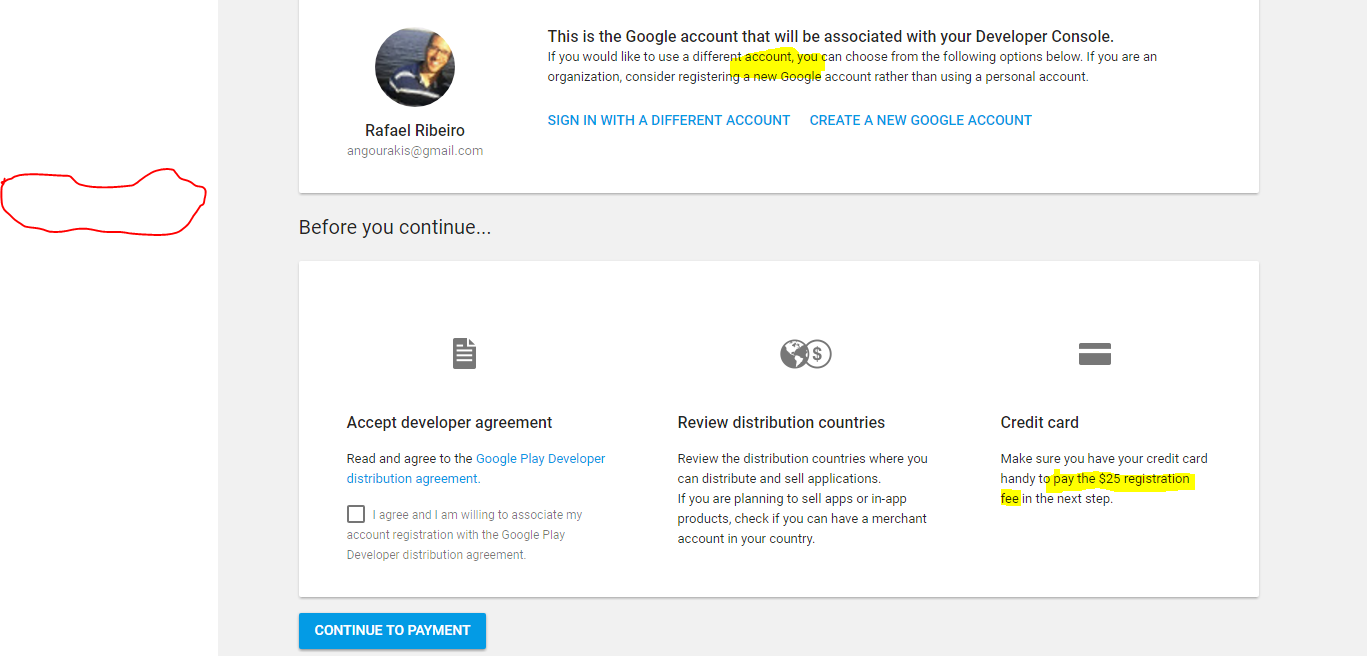 This is the Google account that will be associated with your Developer Console.
If you would like to use a different account, you can choose from the following options below. If you are an
organization, consider registering a new Google account rather than using a personal account.
SIGN IN WITH A DIFFERENT ACCOUNT CREATE A NEW GOOGLE ACCOUNT
Rafael Ribeiro
angourakis@gmail.com
Before you continue...
Accept developer agreement
Read and agree to the Google Play Developer
distribution agreement.
I agree and I am willing to associate my
account registration with the Google Play
Developer distribution agreement.
Review distribution countries
Review the distribution countries where you
can distribute and sell applications.
If you are planning to sell apps or in-app
products, check if you can have a merchant
account in your country.
Credit card
Make sure you have your credit card
handy to pay the $25 registration
fee in the next step.
CONTINUE TO PAYMENT